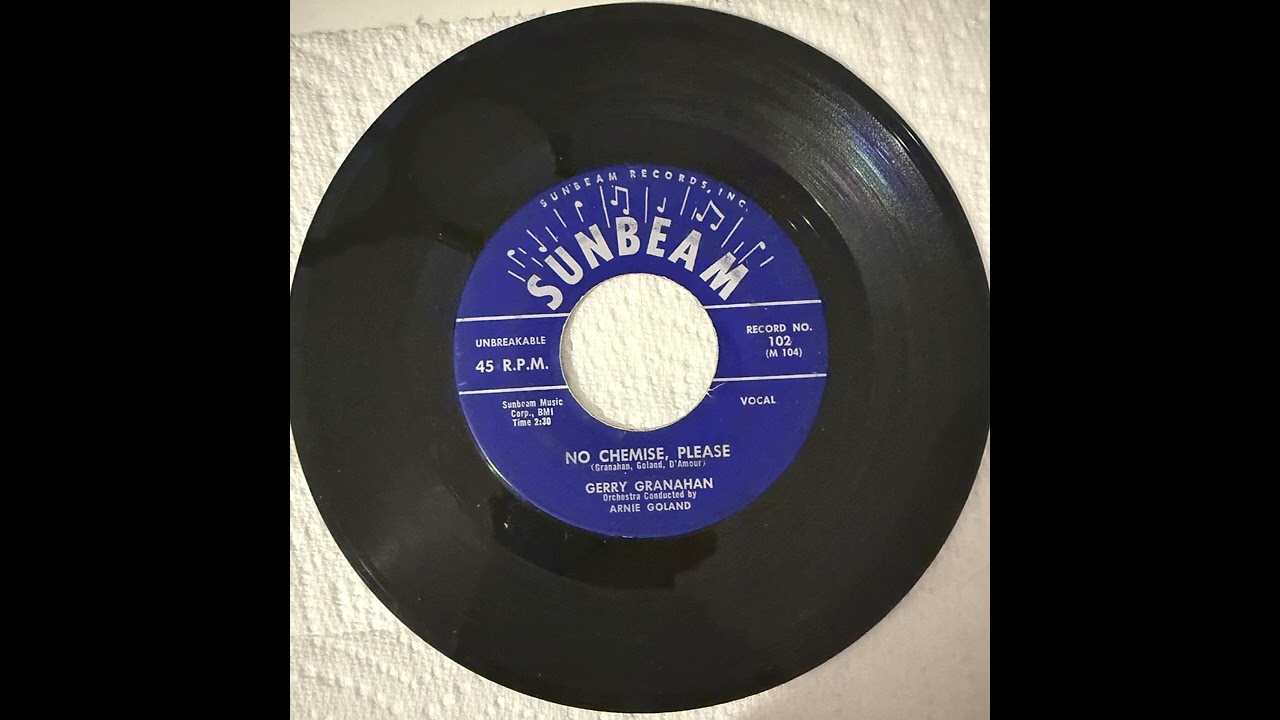 SUNBEAM RECORDS, INC.
SUNBEAM
UNBREAKABLE
45 R.P.M.
RECORD NO.
102
(M 104)
Sunbeam Music
Corp., BMI
Time 2:30
VOCAL
NO CHEMISE, PLEASE
(Granahan, Goland, D'Amour)
GERRY GRANAHAN
Orchestra Conducted by
ARNIE GOLAND